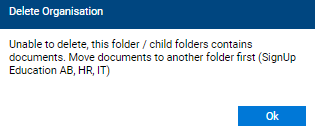 Delete Organisation
Unable to delete, this folder / child folders contains
documents. Move documents to another folder first (SignUp
Education AB, HR, IT)
Ok